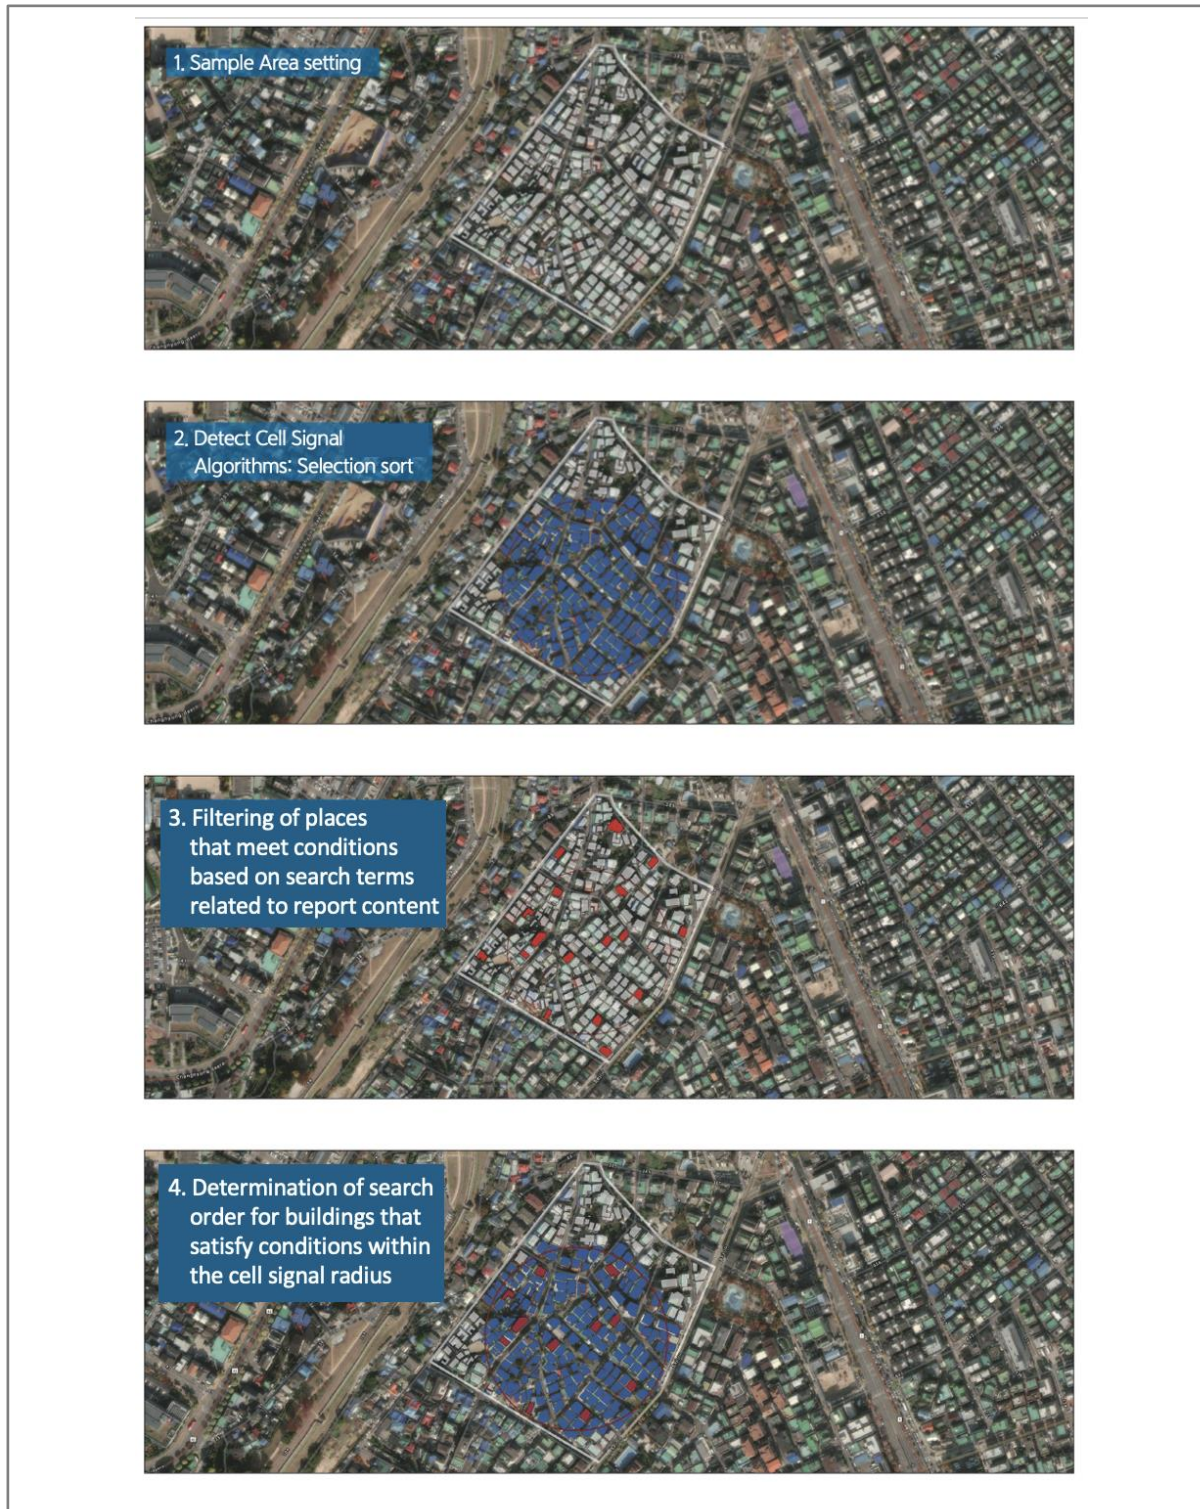 1. Sample Area setting
2. Detect Cell Signal
Algorithms: Selection sort
3. Filtering of places
that meet conditions
based on search terms
related to report content
4. Determination of search
order for buildings that
satisfy conditions within
the cell signal radius